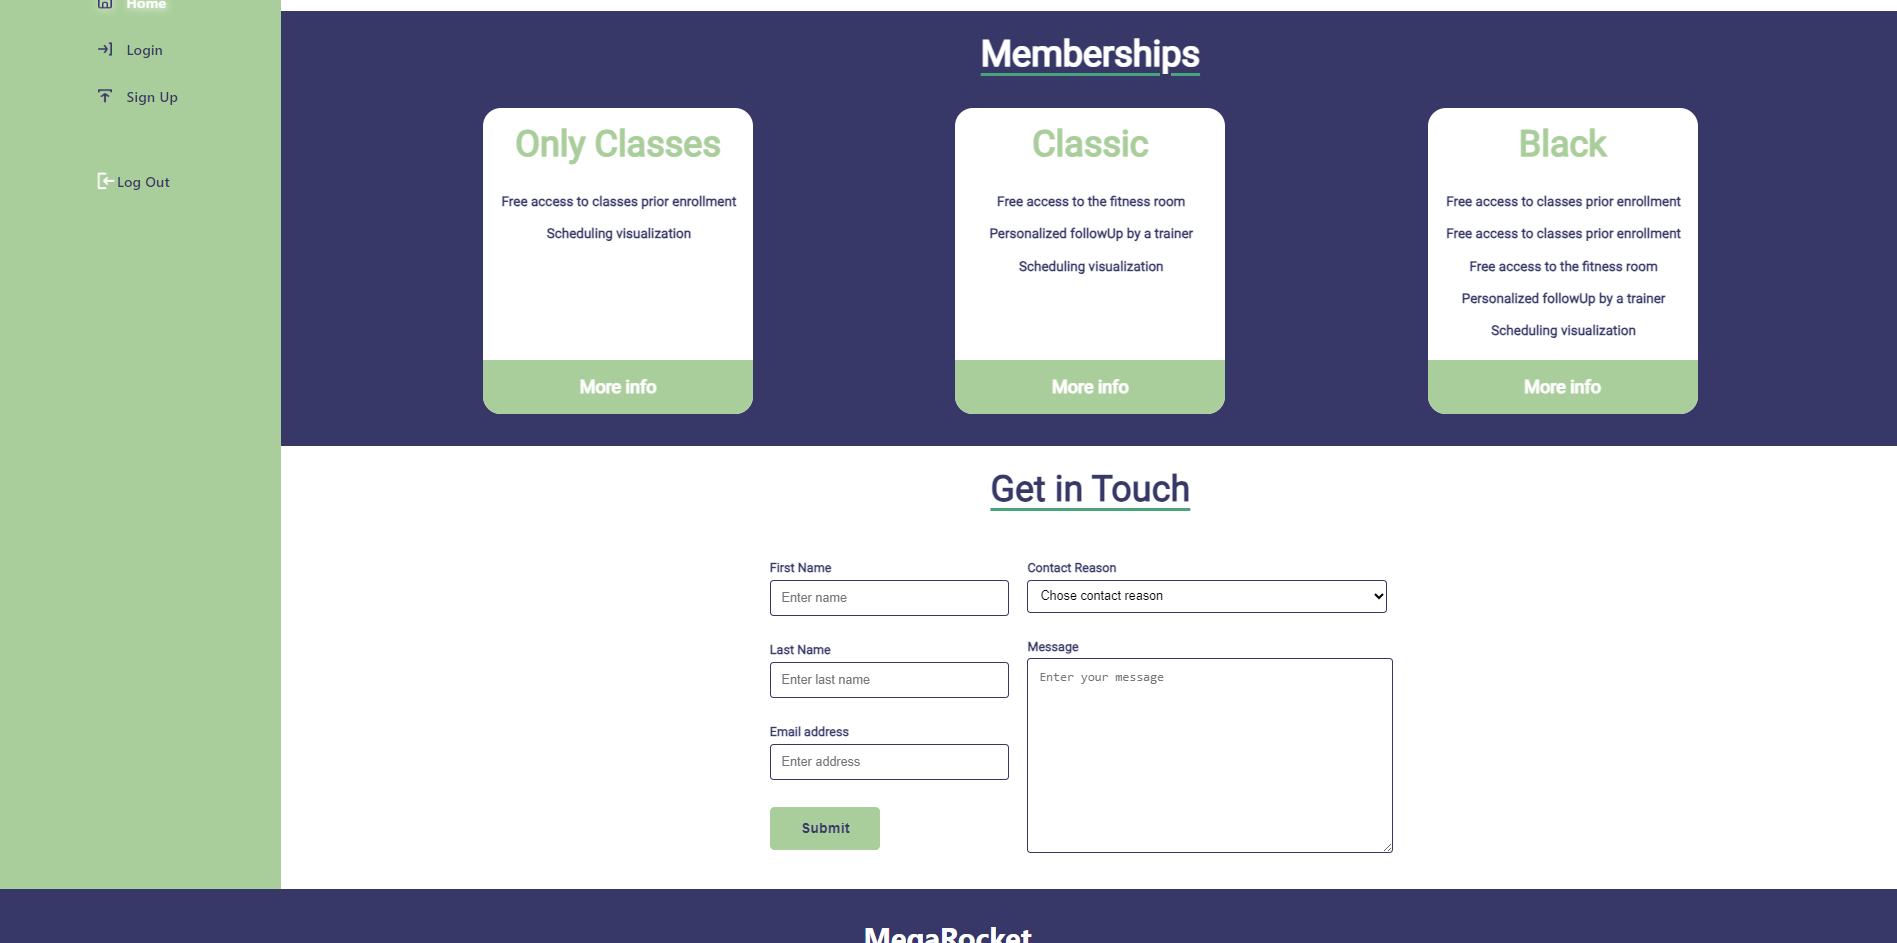 Home
Login
Sign Up
Log Out
Memberships
Only Classes
Free access to classes prior enrollment
Scheduling visualization
More info
Classic
Free access to the fitness room
Personalized followUp by a trainer
Scheduling visualization
More info
Black
Free access to classes prior enrollment
Free access to classes prior enrollment
Free access to the fitness room
Personalized followUp by a trainer
Scheduling visualization
More info
Get in Touch
First Name
Enter name
Last Name
Enter last name
Email address
Enter address
Submit
Contact Reason
Chose contact reason
Message
Enter your message
MegaRocket